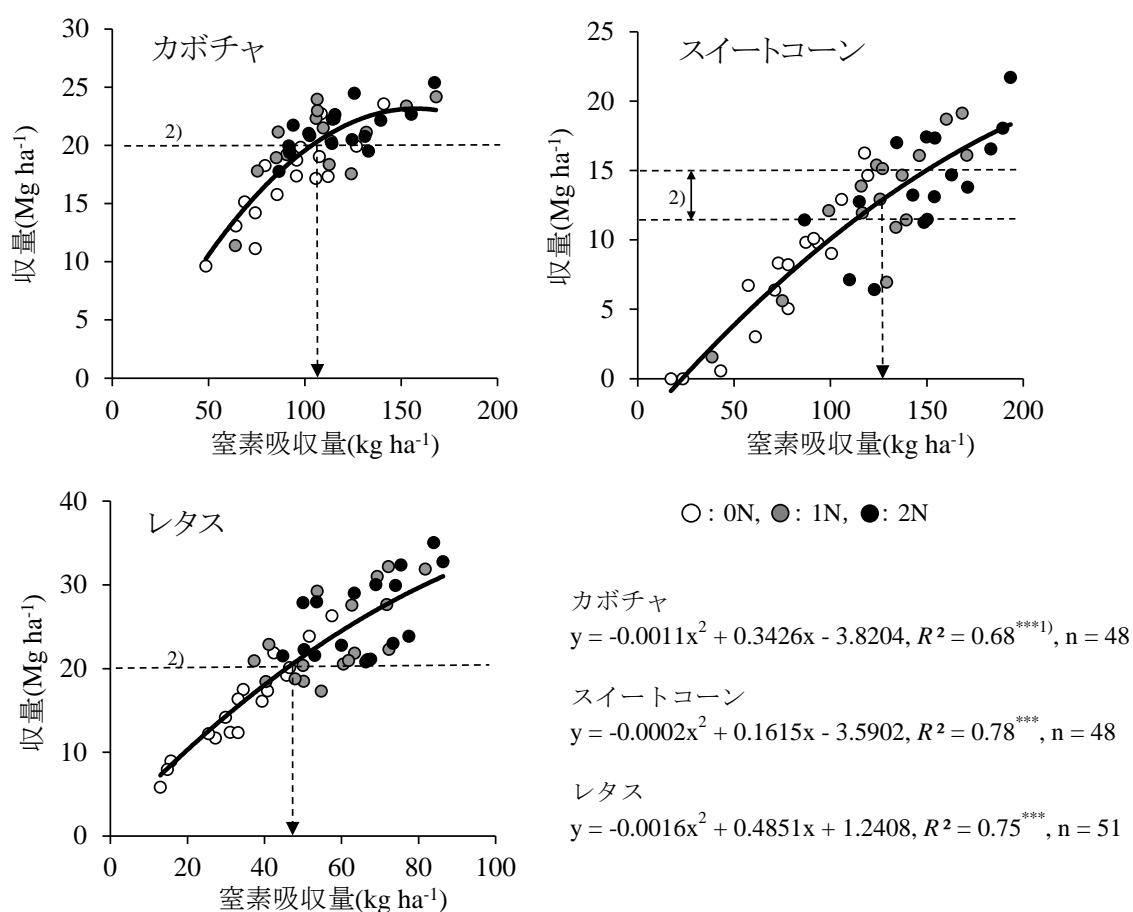 カボチャ
30
25
20
15
10
5
0
2)
収量(Mg ha-1)
0
50
100
150
200
窒素吸収量(kg ha-1)
スイートコーン
25
20
15
10
5
0
2)
収量(Mg ha-1)
0
50
100
150
200
窒素吸収量(kg ha-1)
レタス
40
30
20
10
0
2)
収量(Mg ha-1)
0
20
40
60
80
100
窒素吸収量(kg ha-1)
○: 0N, ●: 1N, ●: 2N
カボチャ
y = -0.0011x2 + 0.3426x - 3.8204, R2 = 0.68***1), n = 48
スイートコーン
y = -0.0002x2 + 0.1615x - 3.5902, R2 = 0.78***, n = 48
レタス
y = -0.0016x2 + 0.4851x + 1.2408, R2 = 0.75***, n = 51